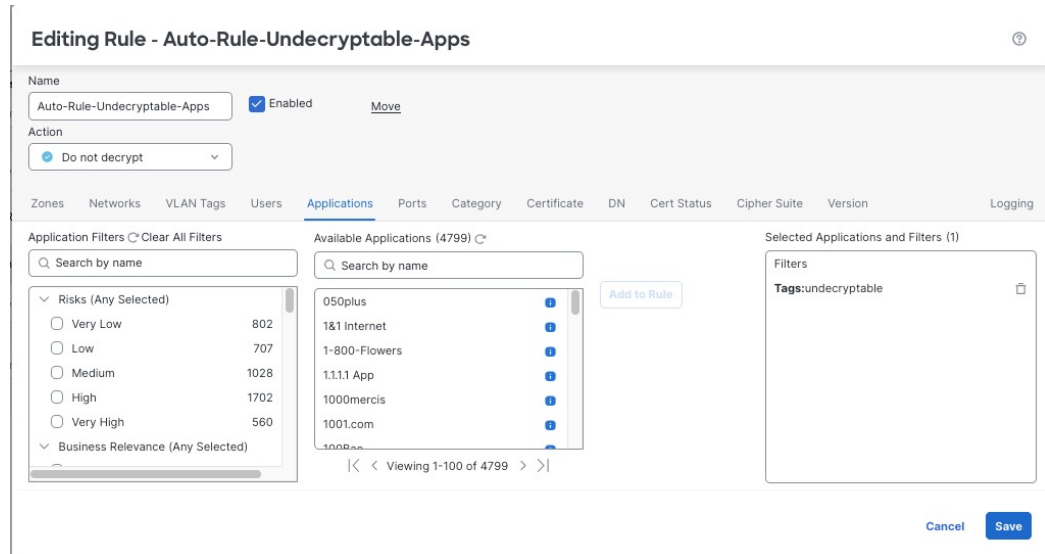 Editing Rule - Auto-Rule-Undecryptable-Apps
Name
Auto-Rule-Undecryptable-Apps
Enabled
Move
Action
Do not decrypt
Zones Networks VLAN Tags Users Applications Ports Category Certificate DN Cert Status Cipher Suite Version Logging
Application Filters Clear All Filters
Search by name
Risks (Any Selected)
Very Low 802
Low 707
Medium 1028
High 1702
Very High 560
Business Relevance (Any Selected)
Available Applications (4799)
Search by name
050plus
1&1 Internet
1-800-Flowers
1.1.1.1 App
1000mercis
1001.com
100Bao
Viewing 1-100 of 4799
Add to Rule
Selected Applications and Filters (1)
Filters
Tags:undecryptable
Cancel
Save